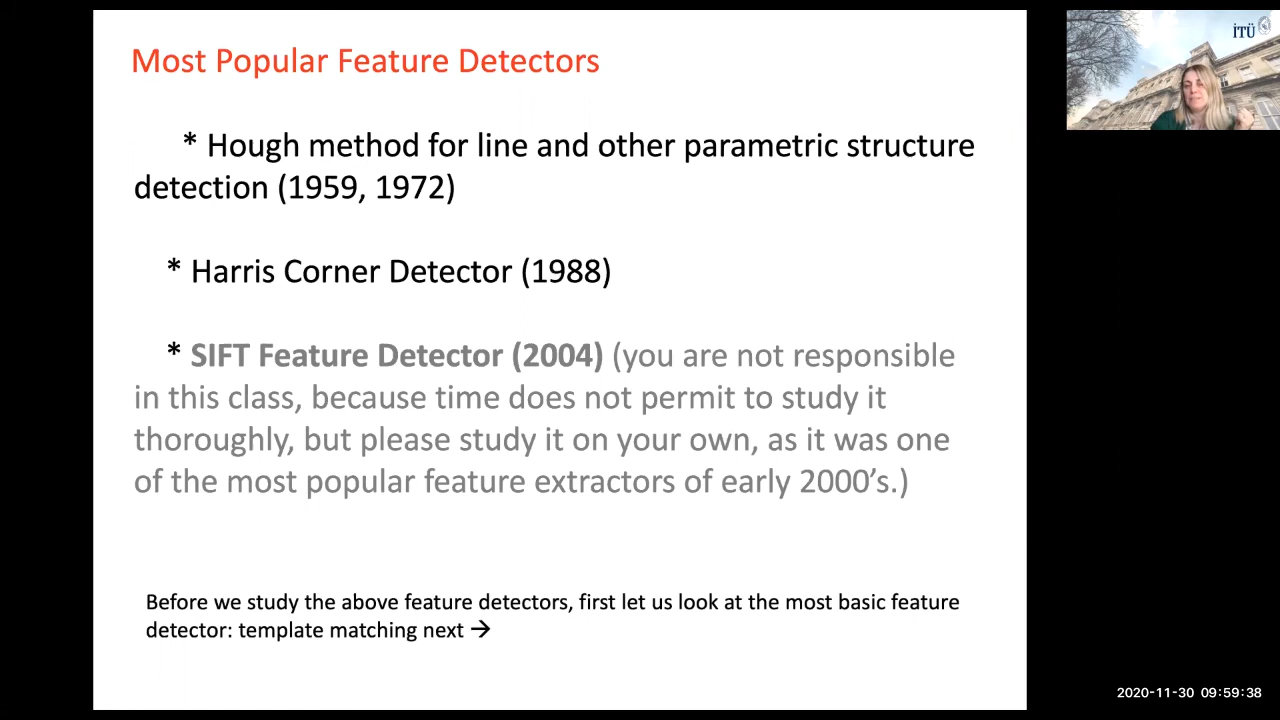 Most Popular Feature Detectors
İTÜ
* Hough method for line and other parametric structure
detection (1959, 1972)
* Harris Corner Detector (1988)
* SIFT Feature Detector (2004) (you are not responsible
in this class, because time does not permit to study it
thoroughly, but please study it on your own, as it was one
of the most popular feature extractors of early 2000’s.)
Before we study the above feature detectors, first let us look at the most basic feature
detector: template matching next →
2020-11-30 09:59:38